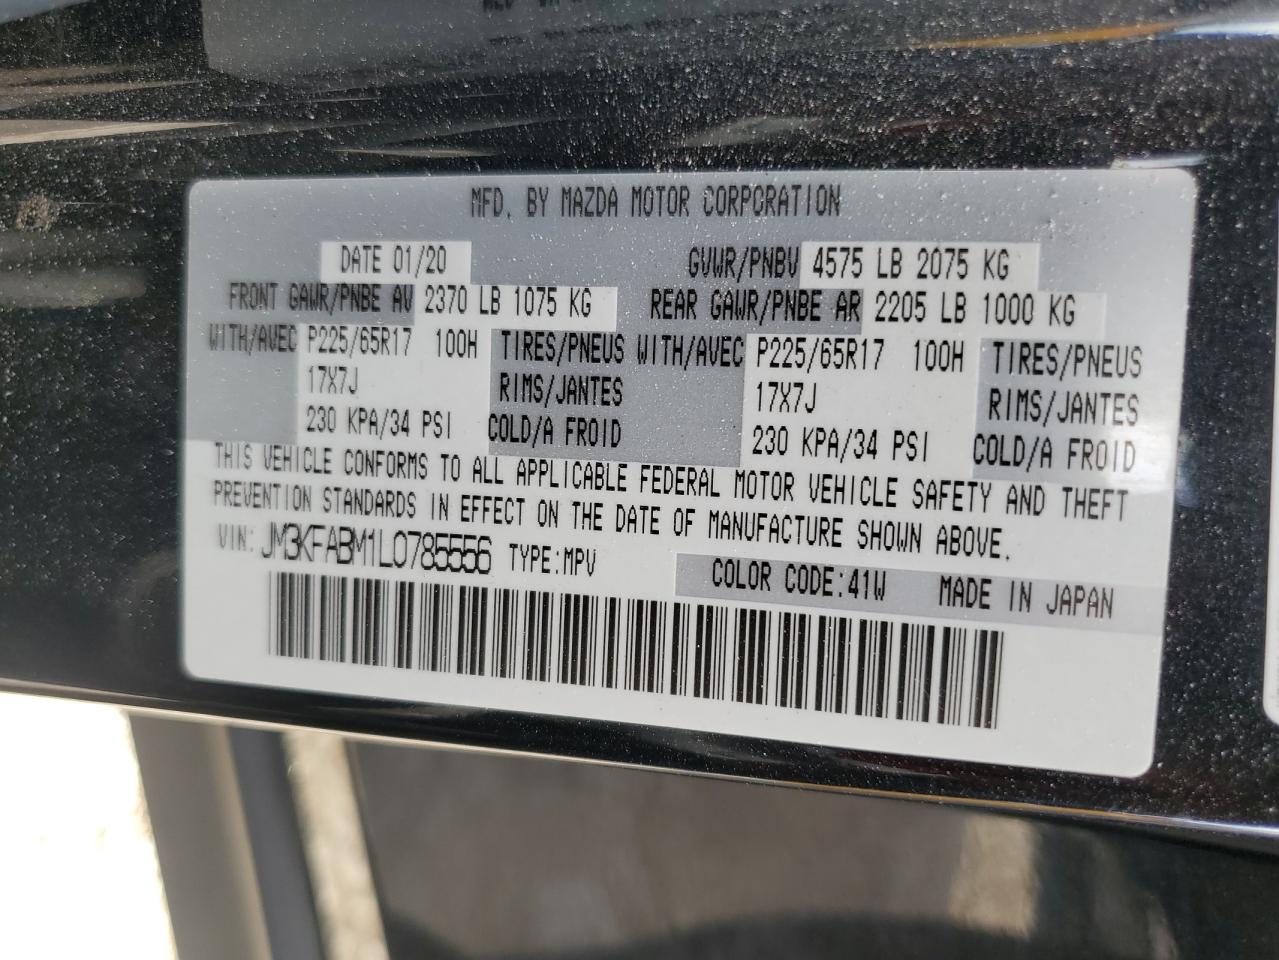 MFD. BY MAZDA MOTOR CORPORATION
DATE 01/20 GVWR/PNBV 4575 LB 2075 KG
FRONT GAWR/PNBE AV 2370 LB 1075 KG REAR GAWR/PNBE AR 2205 LB 1000 KG
WITH/AVEC P225/65R17 100H TIRES/PNEUS WITH/AVEC P225/65R17 100H TIRES/PNEUS
17X7J RIMS/JANTES 17X7J RIMS/JANTES
230 KPA/34 PSI COLD/A FROID 230 KPA/34 PSI COLD/A FROID
THIS VEHICLE CONFORMS TO ALL APPLICABLE FEDERAL MOTOR VEHICLE SAFETY AND THEFT
PREVENTION STANDARDS IN EFFECT ON THE DATE OF MANUFACTURE SHOWN ABOVE.
VIN: JM3KFABM1L0785556 TYPE:MPV COLOR CODE:41W MADE IN JAPAN